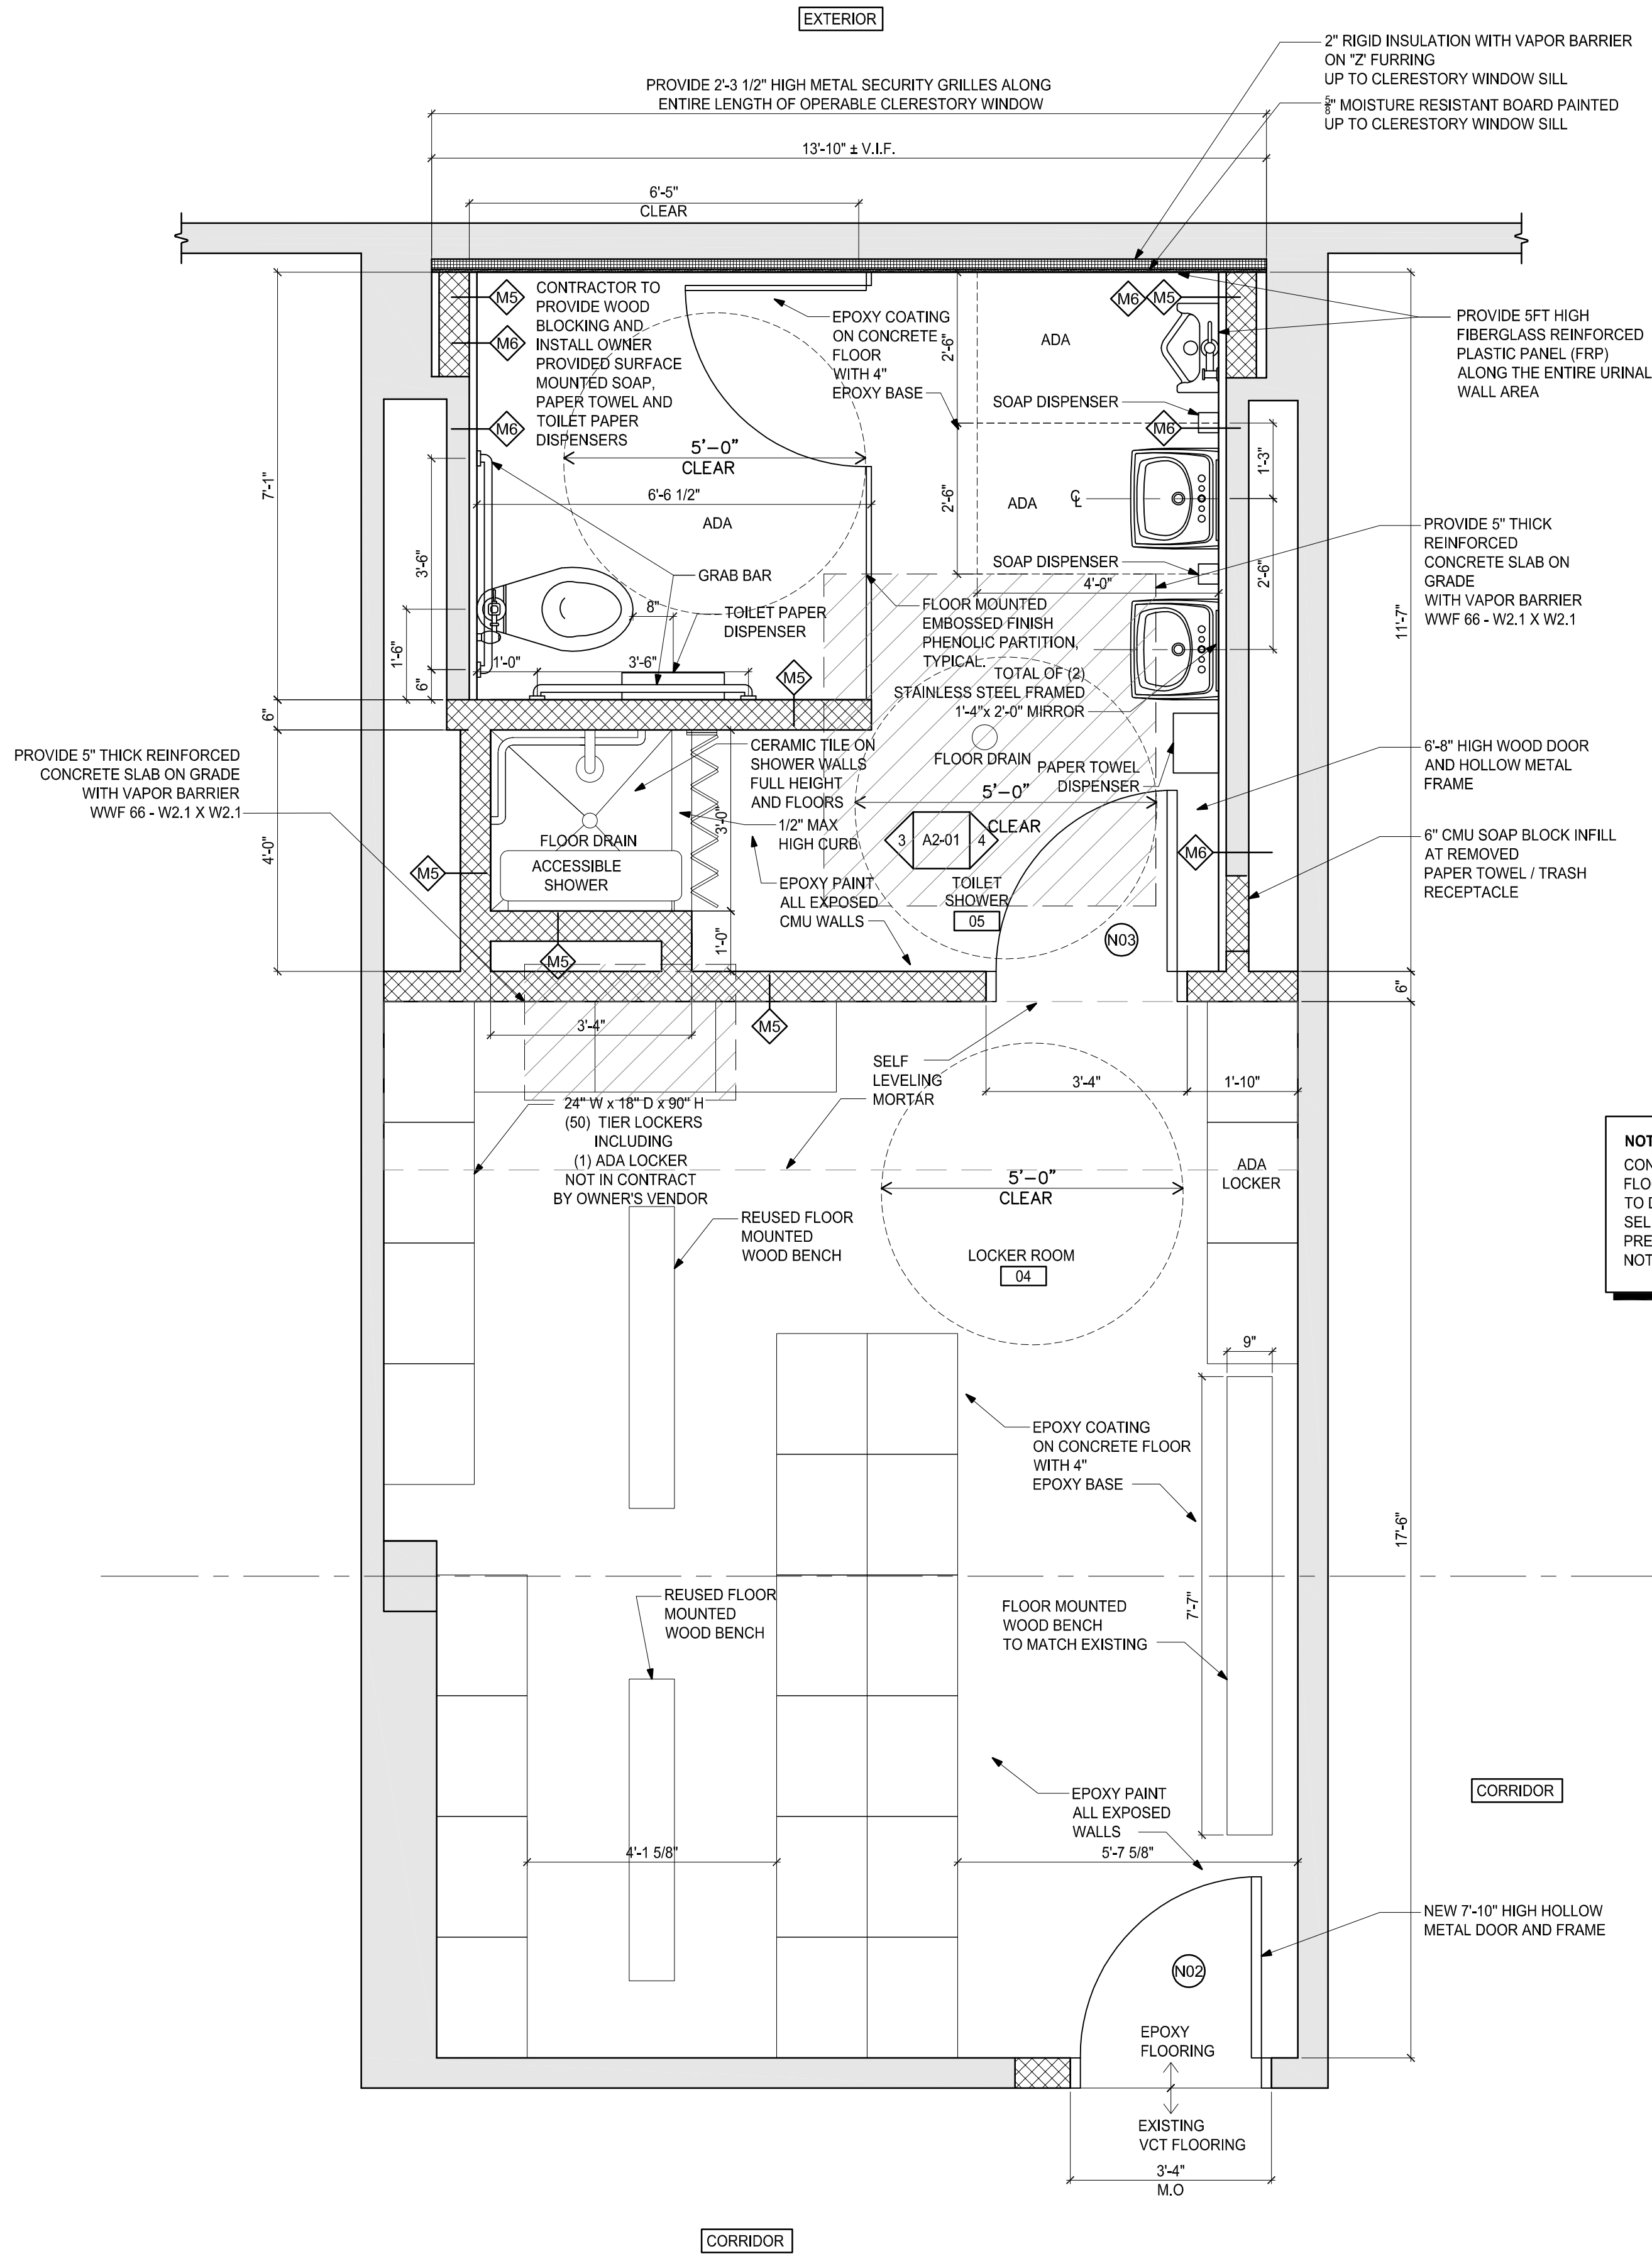 EXTERIOR
2" RIGID INSULATION WITH VAPOR BARRIER
ON "Z' FURRING
UP TO CLERESTORY WINDOW SILL
5/8" MOISTURE RESISTANT BOARD PAINTED
UP TO CLERESTORY WINDOW SILL
PROVIDE 2'-3 1/2" HIGH METAL SECURITY GRILLES ALONG
ENTIRE LENGTH OF OPERABLE CLERESTORY WINDOW
13'-10" ± V.I.F.
6'-5"
CLEAR
M5
M6
M6
CONTRACTOR TO
PROVIDE WOOD
BLOCKING AND
INSTALL OWNER
PROVIDED SURFACE
MOUNTED SOAP,
PAPER TOWEL AND
TOILET PAPER
DISPENSERS
EPOXY COATING
ON CONCRETE
FLOOR
WITH 4"
EPOXY BASE
2'-6"
ADA
M6
M5
PROVIDE 5FT HIGH
FIBERGLASS REINFORCED
PLASTIC PANEL (FRP)
ALONG THE ENTIRE URINAL
WALL AREA
SOAP DISPENSER
M6
5'-0"
CLEAR
6'-6 1/2"
ADA
7'-1"
3'-6"
1'-6"
6"
2'-6"
ADA
CL
1'-3"
2'-6"
SOAP DISPENSER
4'-0"
PROVIDE 5" THICK
REINFORCED
CONCRETE SLAB ON
GRADE
WITH VAPOR BARRIER
WWF 66 - W2.1 X W2.1
11'-7"
GRAB BAR
8"
TOILET PAPER
DISPENSER
1'-0"
3'-6"
M5
FLOOR MOUNTED
EMBOSSED FINISH
PHENOLIC PARTITION,
TYPICAL.
TOTAL OF (2)
STAINLESS STEEL FRAMED
1'-4"x 2'-0" MIRROR
6"
PROVIDE 5" THICK REINFORCED
CONCRETE SLAB ON GRADE
WITH VAPOR BARRIER
WWF 66 - W2.1 X W2.1
4'-0"
M5
FLOOR DRAIN
ACCESSIBLE
SHOWER
CERAMIC TILE ON
SHOWER WALLS
FULL HEIGHT
AND FLOORS
3'-0"
1/2" MAX
HIGH CURB
EPOXY PAINT
ALL EXPOSED
CMU WALLS
1'-0"
FLOOR DRAIN
PAPER TOWEL
DISPENSER
5'-0"
CLEAR
3
A2-01
4
TOILET
SHOWER
05
N03
M6
6'-8" HIGH WOOD DOOR
AND HOLLOW METAL
FRAME
6" CMU SOAP BLOCK INFILL
AT REMOVED
PAPER TOWEL / TRASH
RECEPTACLE
M5
M5
6"
3'-4"
SELF
LEVELING
MORTAR
3'-4"
1'-10"
24" W x 18" D x 90" H
(50) TIER LOCKERS
INCLUDING
(1) ADA LOCKER
NOT IN CONTRACT
BY OWNER'S VENDOR
5'-0"
CLEAR
ADA
LOCKER
REUSED FLOOR
MOUNTED
WOOD BENCH
LOCKER ROOM
04
9"
EPOXY COATING
ON CONCRETE FLOOR
WITH 4"
EPOXY BASE
17'-6"
REUSED FLOOR
MOUNTED
WOOD BENCH
FLOOR MOUNTED
WOOD BENCH
TO MATCH EXISTING
7'-7"
EPOXY PAINT
ALL EXPOSED
WALLS
CORRIDOR
4'-1 5/8"
5'-7 5/8"
NEW 7'-10" HIGH HOLLOW
METAL DOOR AND FRAME
N02
EPOXY
FLOORING
EXISTING
VCT FLOORING
3'-4"
M.O
CORRIDOR